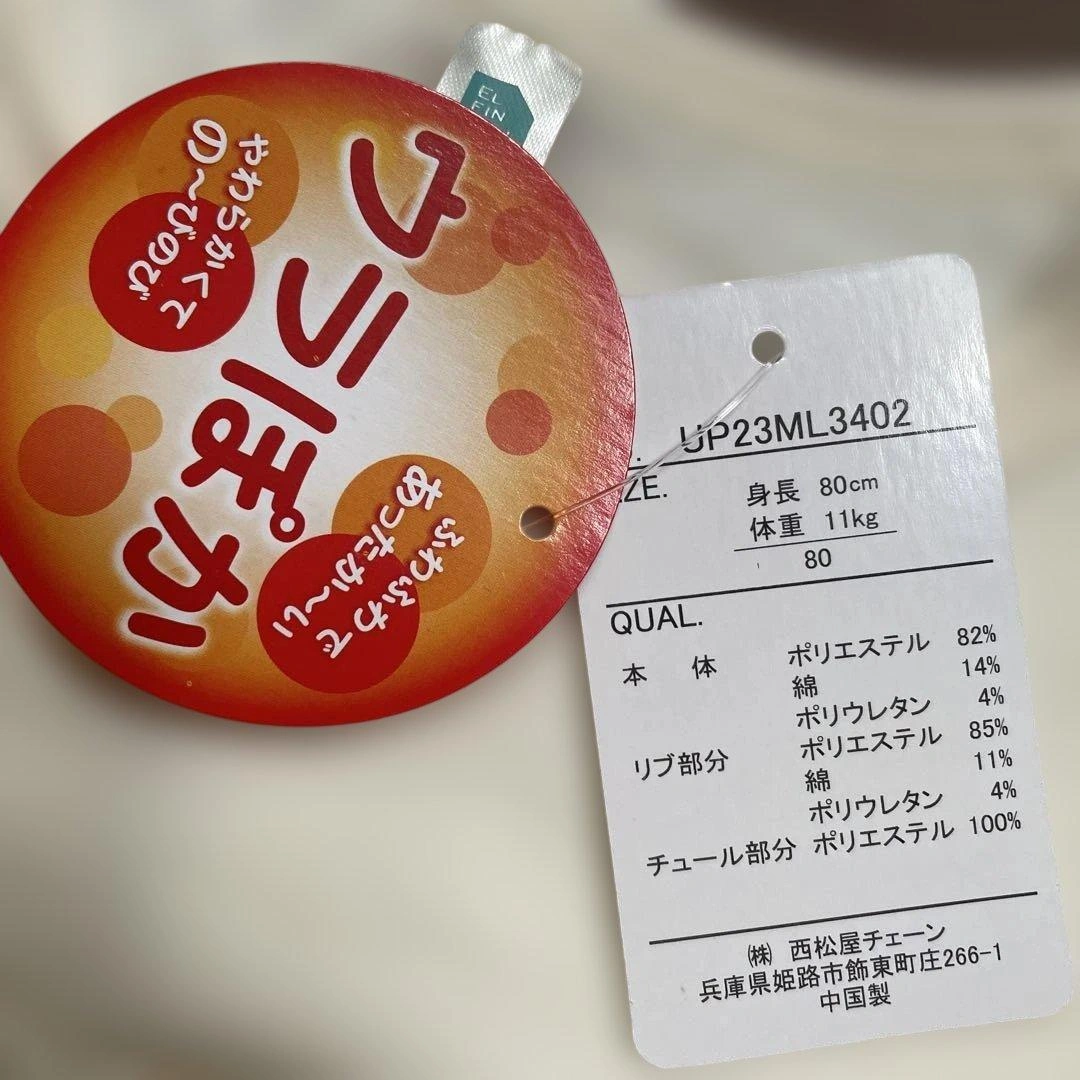 EL
FIN
ウラぽカ
やわらかくて
の～びのび
ふわふわで
あったか～い
UP23ML3402
ZE.
身長 80cm
体重 11kg
80
QUAL.
本 体 ポリエステル 82%
綿 14%
ポリウレタン 4%
リブ部分 ポリエステル 85%
綿 11%
ポリウレタン 4%
チュール部分 ポリエステル 100%
㈱ 西松屋チェーン
兵庫県姫路市飾東町庄266-1
中国製